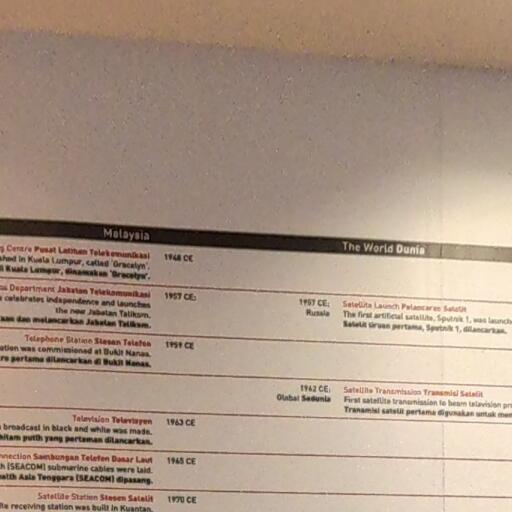 Malaysia
The World Dunia
g Centre Pusat Latihan Telekomunikasi 1948 CE
shed in Kuala Lumpur, called 'Gracelyn'.
Kuala Lumpur, dinamakan 'Gracelyn'.
Department Jabatan Telekomunikasi 1957 CE:
celebrates independence and launches
the new Jabatan Talikom.
dan melancarkan Jabatan Talikom.
1957 CE: Satellite Launch Pelancaran Satelit
Russia The first artificial satellite, Sputnik 1, was launch
Satelit tiruan pertama, Sputnik 1, dilancarkan.
Telephone Station Stesen Telefon 1959 CE
ation was commissioned at Bukit Nanas.
pertama dilancarkan di Bukit Nanas.
1962 CE: Satellite Transmission Transmisi Satelit
Global Sedunia First satellite transmission to beam television pr
Transmisi satelit pertama digunakan untuk me
Television Televisyen 1963 CE
broadcast in black and white was made.
hitam putih yang pertaman dilancarkan.
nnection Sambungan Telefon Dasar Laut 1965 CE
h (SEACOM) submarine cables were laid.
Asia Tenggara (SEACOM) dipasang.
Satellite Station Stesen Satelit 1970 CE
ite receiving station was built in Kuantan.